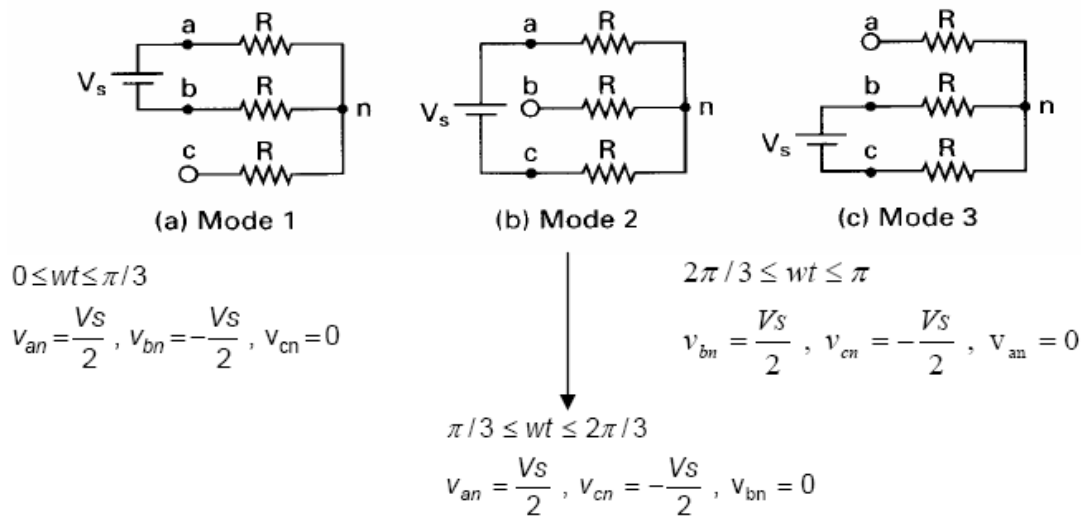 a R
V_s
b R
n
c R
(a) Mode 1
a R
V_s
b R
n
c R
(b) Mode 2
a R
b R
n
V_s
c R
(c) Mode 3
0≤wt≤π/3
v_an = Vs/2 , v_bn = -Vs/2 , v_cn = 0
2π/3 ≤ wt ≤ π
v_bn = Vs/2 , v_cn = -Vs/2 , v_an = 0
π/3 ≤ wt ≤ 2π/3
v_an = Vs/2 , v_cn = -Vs/2 , v_bn = 0